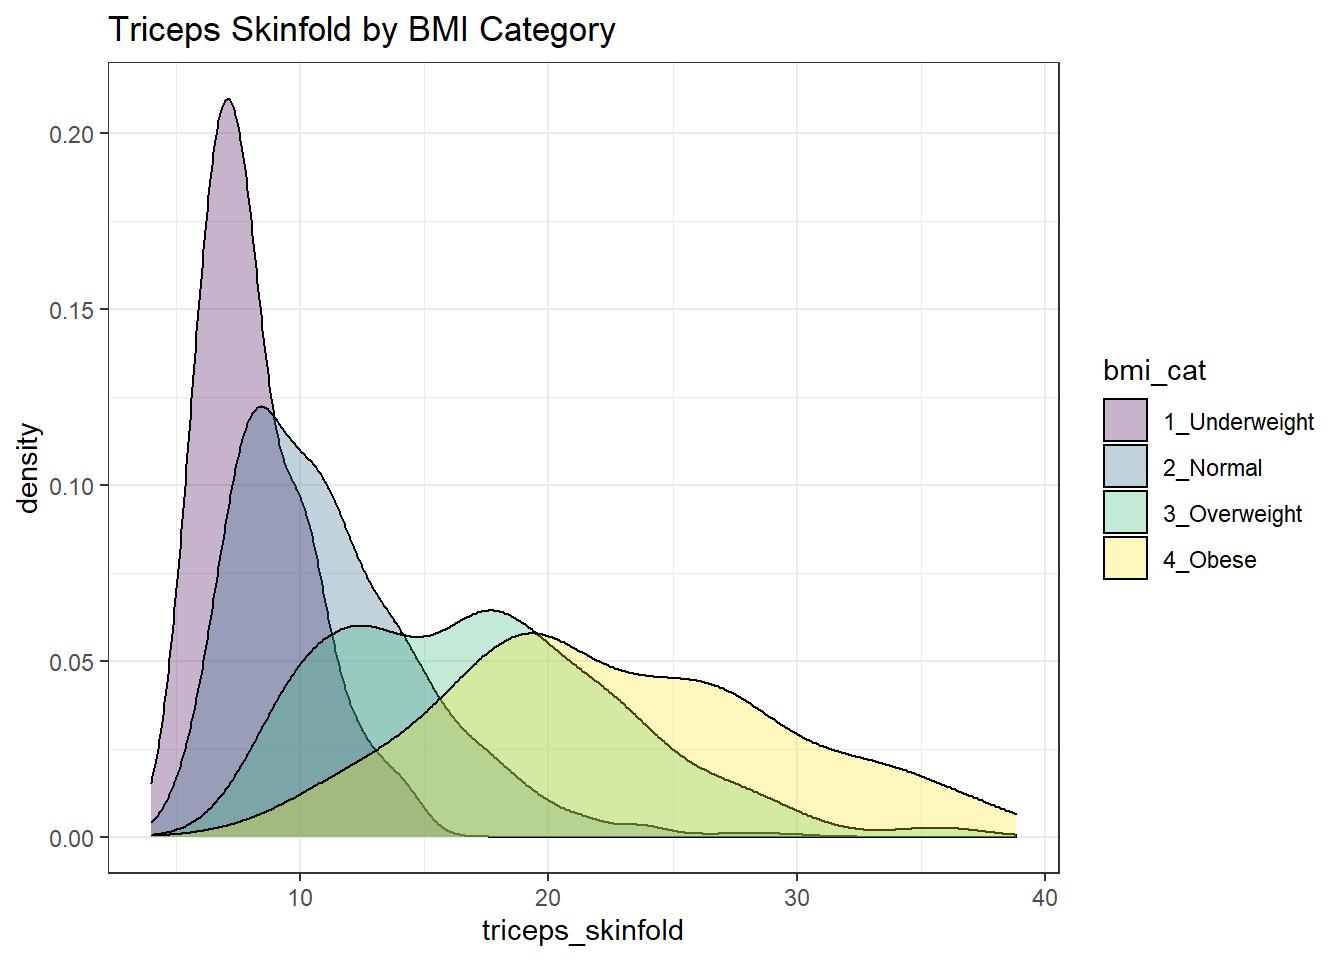 Triceps Skinfold by BMI Category
0.20
0.15
0.10
0.05
0.00
density
10 20 30 40
triceps_skinfold
bmi_cat
1_Underweight
2_Normal
3_Overweight
4_Obese